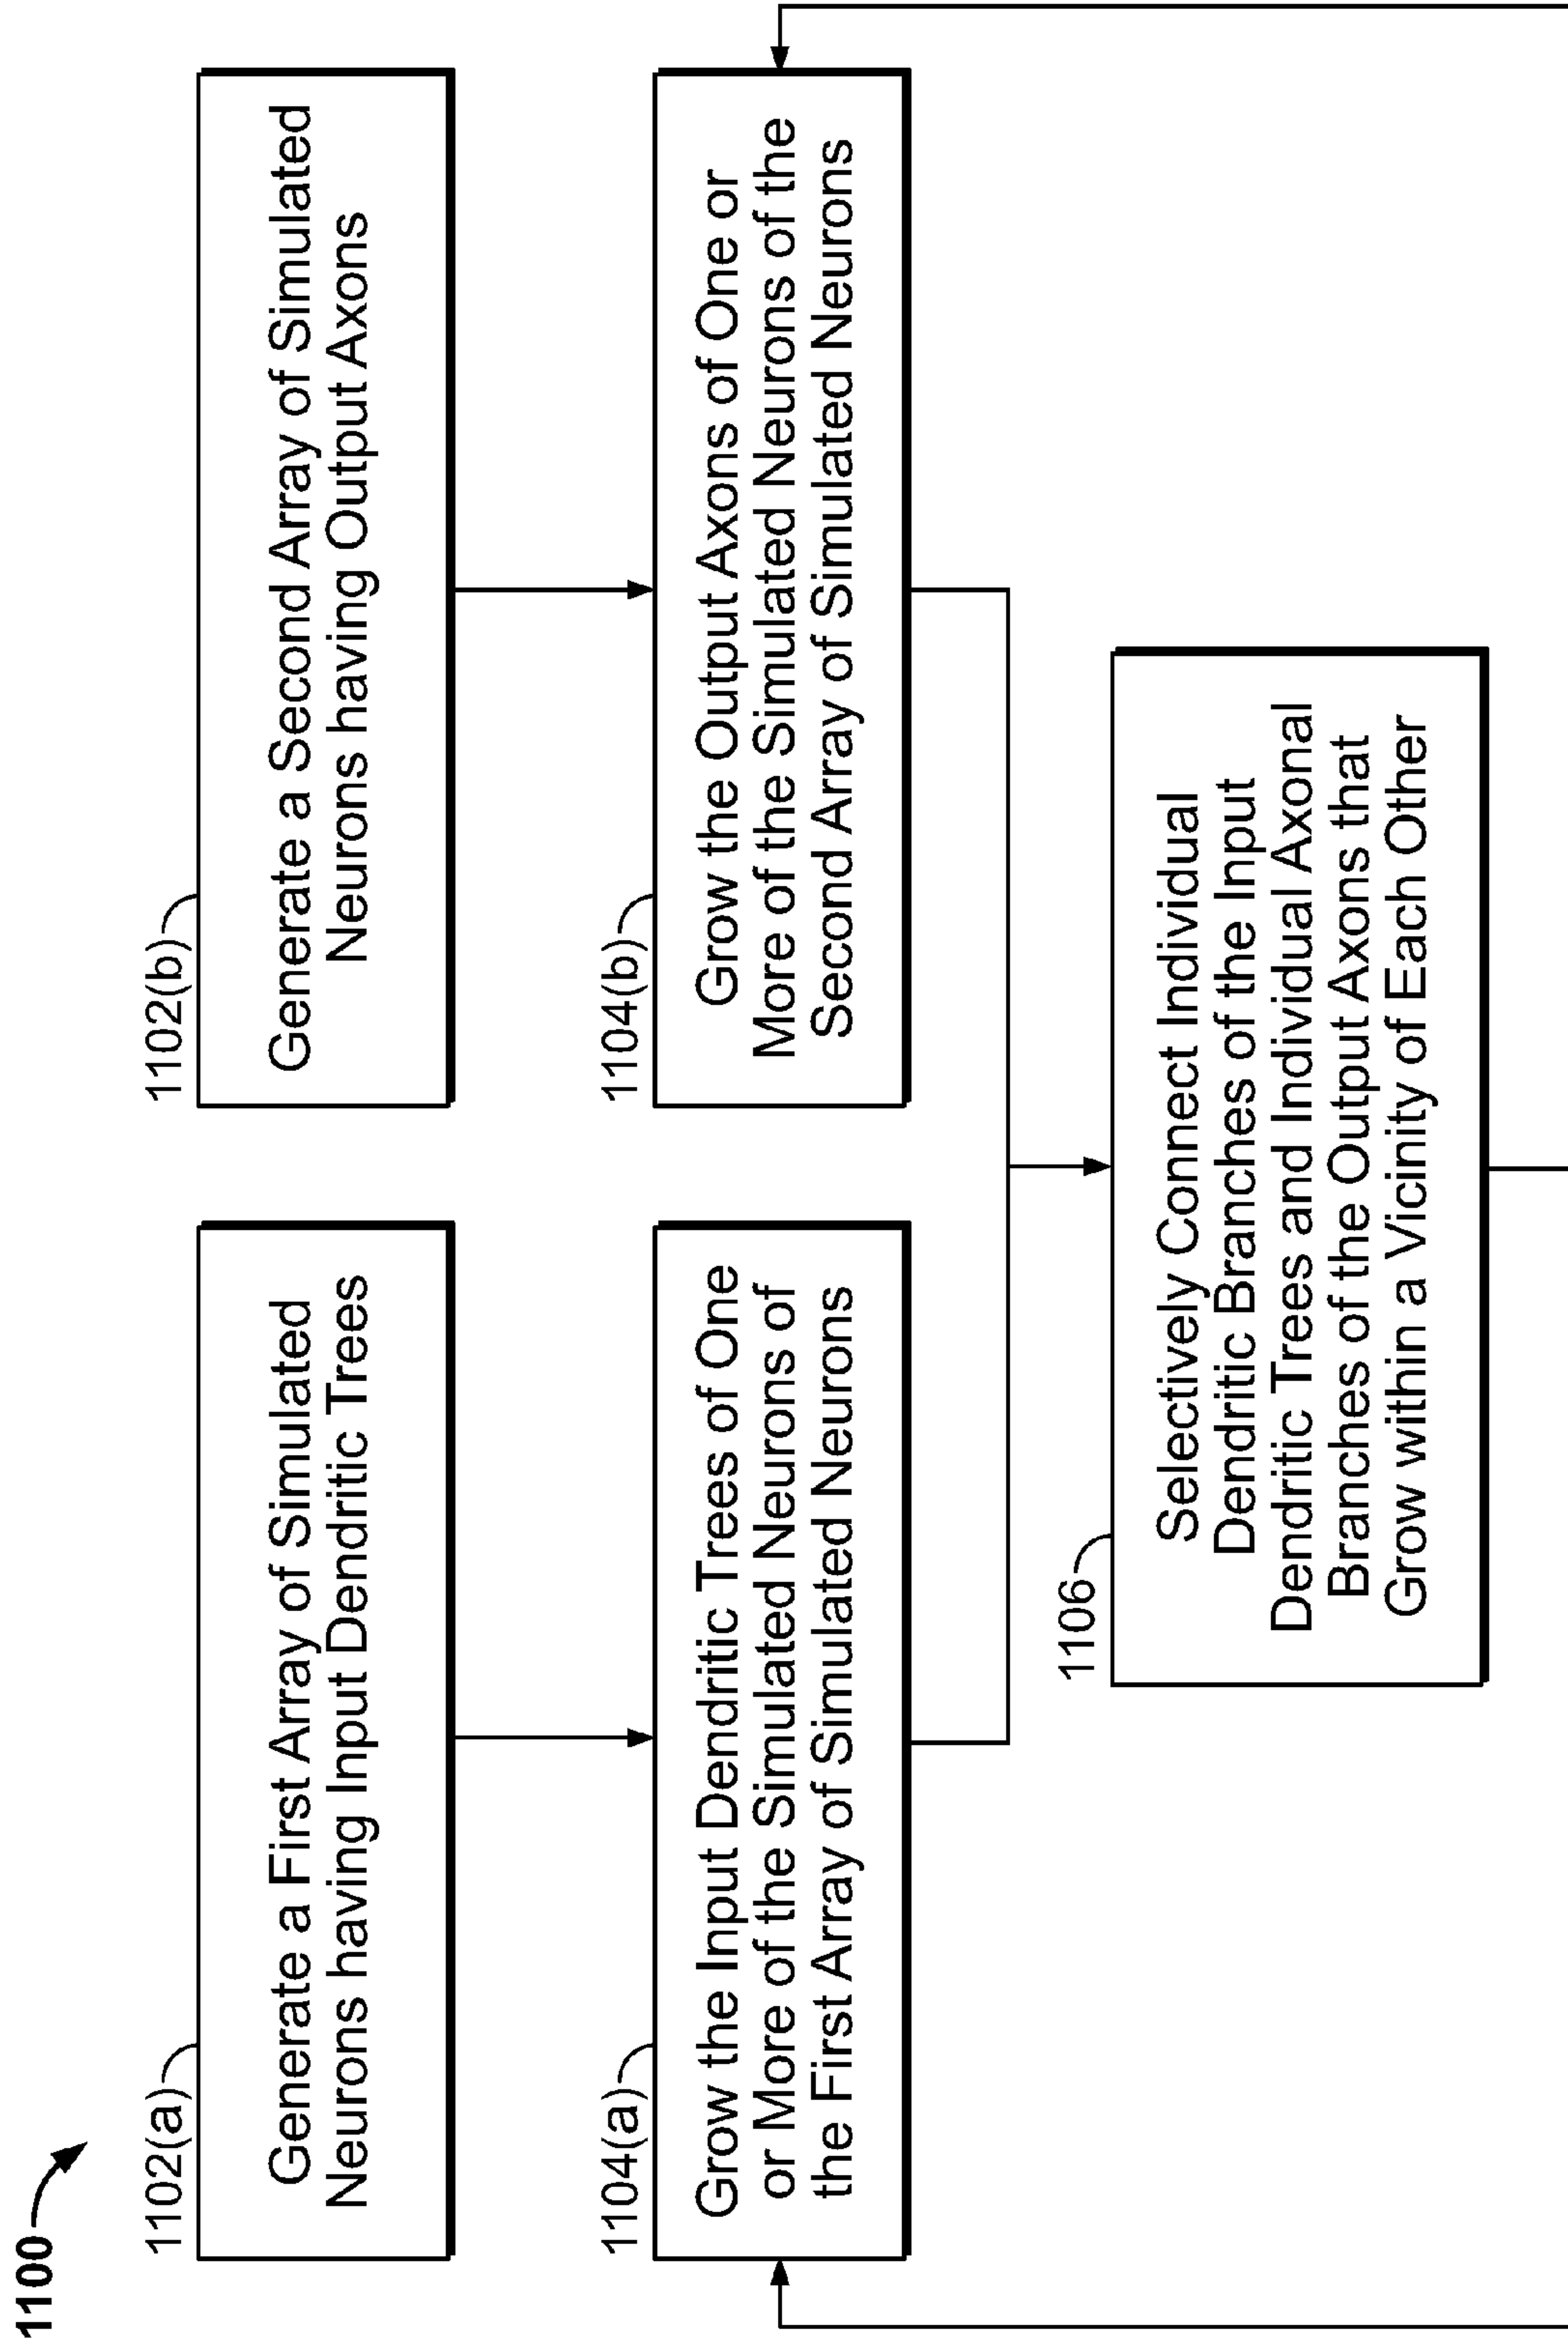 1100
1102(a)
Generate a First Array of Simulated
Neurons having Input Dendritic Trees
1102(b)
Generate a Second Array of Simulated
Neurons having Output Axons
1104(a)
Grow the Input Dendritic Trees of One
or More of the Simulated Neurons of
the First Array of Simulated Neurons
1104(b)
Grow the Output Axons of One or
More of the Simulated Neurons of the
Second Array of Simulated Neurons
1106
Selectively Connect Individual
Dendritic Branches of the Input
Dendritic Trees and Individual Axonal
Branches of the Output Axons that
Grow within a Vicinity of Each Other